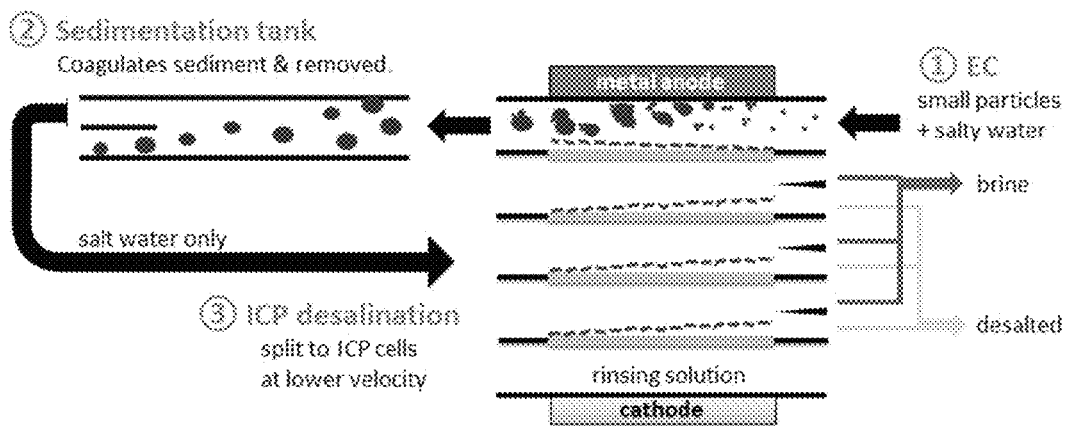 ② Sedimentation tank
Coagulates sediment & removed.
metal anode
① EC
small particles
+ salty water
brine
salt water only
③ ICP desalination
split to ICP cells
at lower velocity
desalted
rinsing solution
cathode